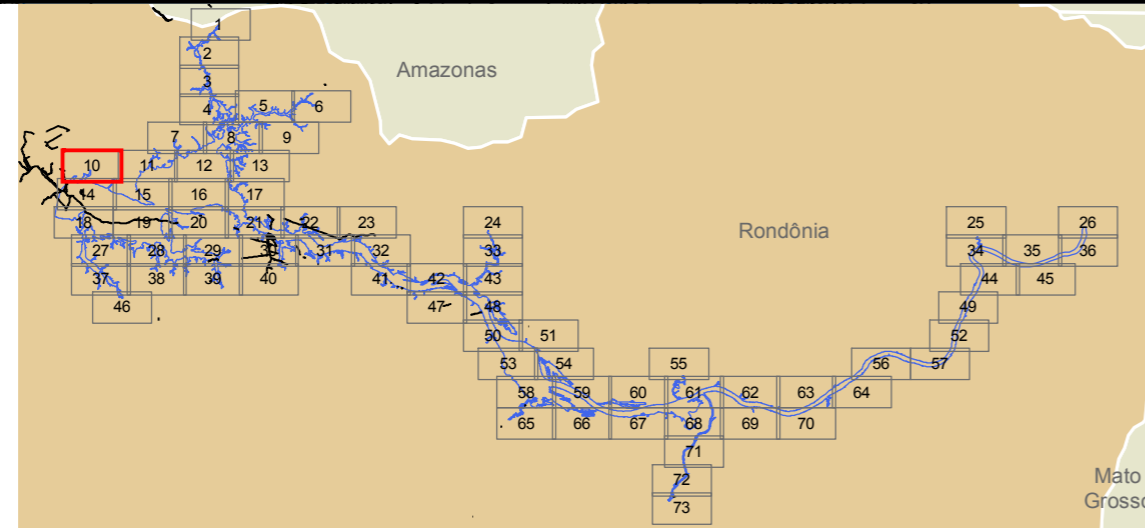 1
2
Amazonas
3
4 5 6
7 8 9
10 11 12 13
14 15 16 17
18 19 20 21 22 23 24 Rondônia 25 26
27 28 29 30 31 32 33 34 35 36
37 38 39 40 41 42 43 44 45
46 47 48 49
50 51 52
53 54 55 56 57
58 59 60 61 62 63 64
65 66 67 68 69 70
71
72 Mato
73 Grosso